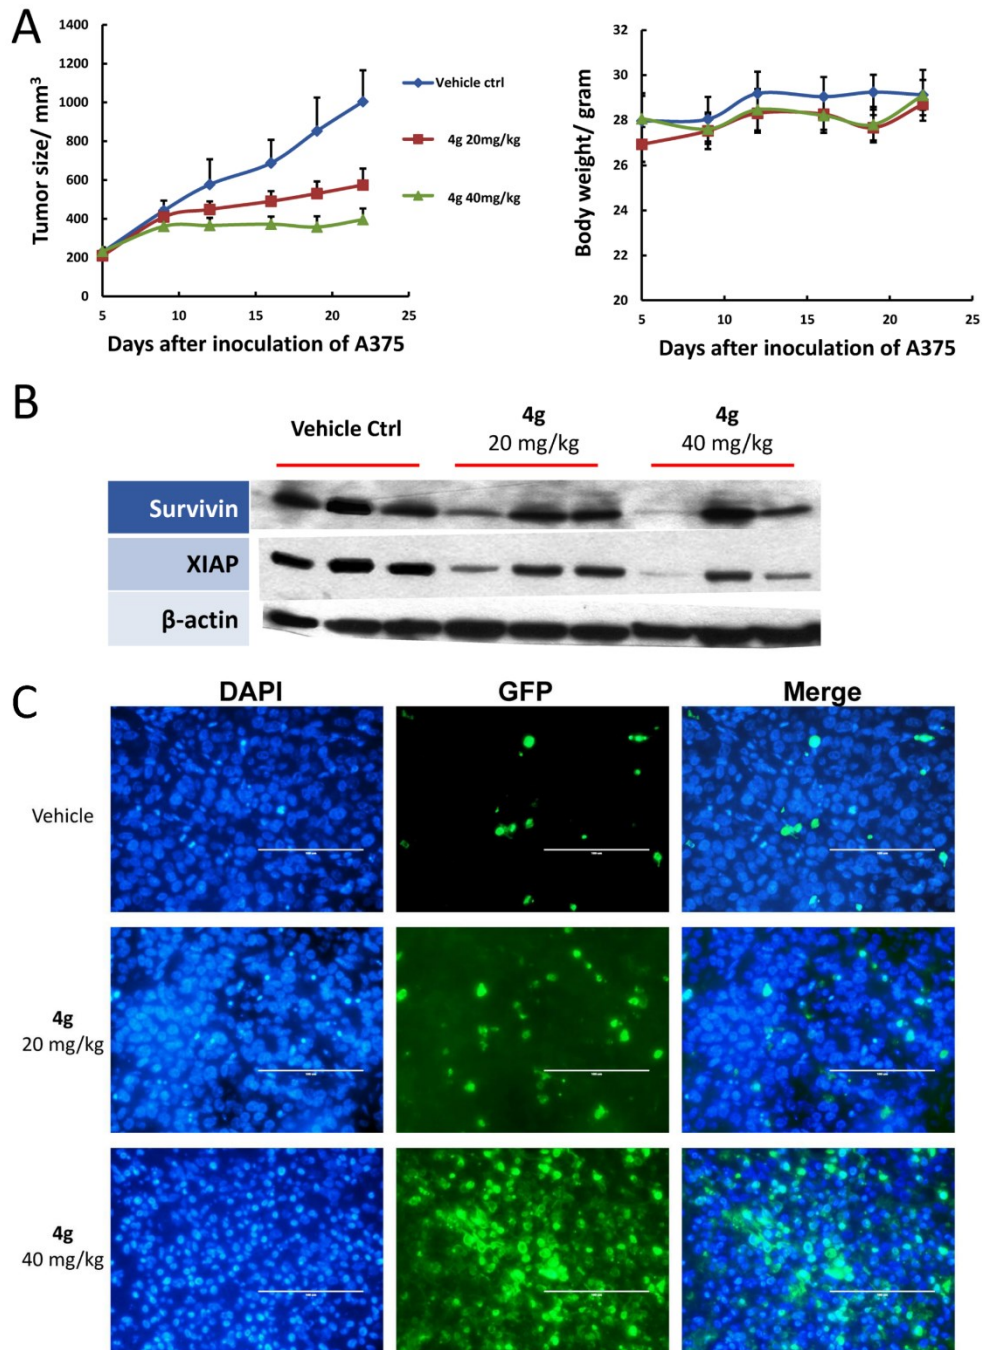 A
1400
1200
1000
800
600
400
200
0
5
10
15
20
25
Tumor size/ mm³
Days after inoculation of A375
Vehicle ctrl
4g 20mg/kg
4g 40mg/kg
32
30
28
26
24
22
20
5
10
15
20
25
Body weight/ gram
Days after inoculation of A375
B
Vehicle Ctrl
4g
20 mg/kg
4g
40 mg/kg
Survivin
XIAP
β-actin
C
DAPI
GFP
Merge
Vehicle
4g
20 mg/kg
4g
40 mg/kg